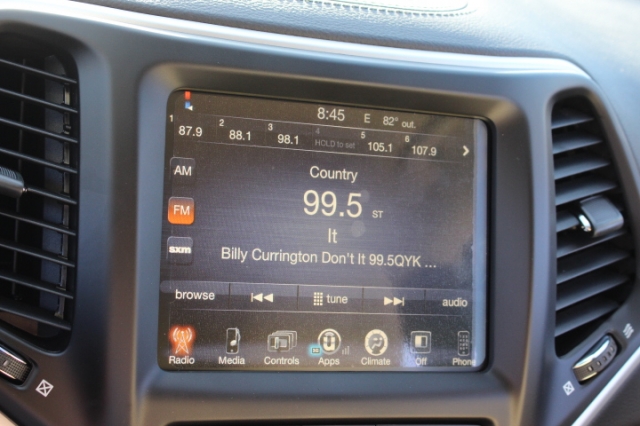 8:45 E 82° out.
1 87.9 2 88.1 3 98.1 4 HOLD to set 5 105.1 6 107.9
AM
Country
FM
99.5 ST
It
sxm
Billy Currington Don't It 99.5QYK ...
browse tune audio
Radio Media Controls Apps Climate Off Phone